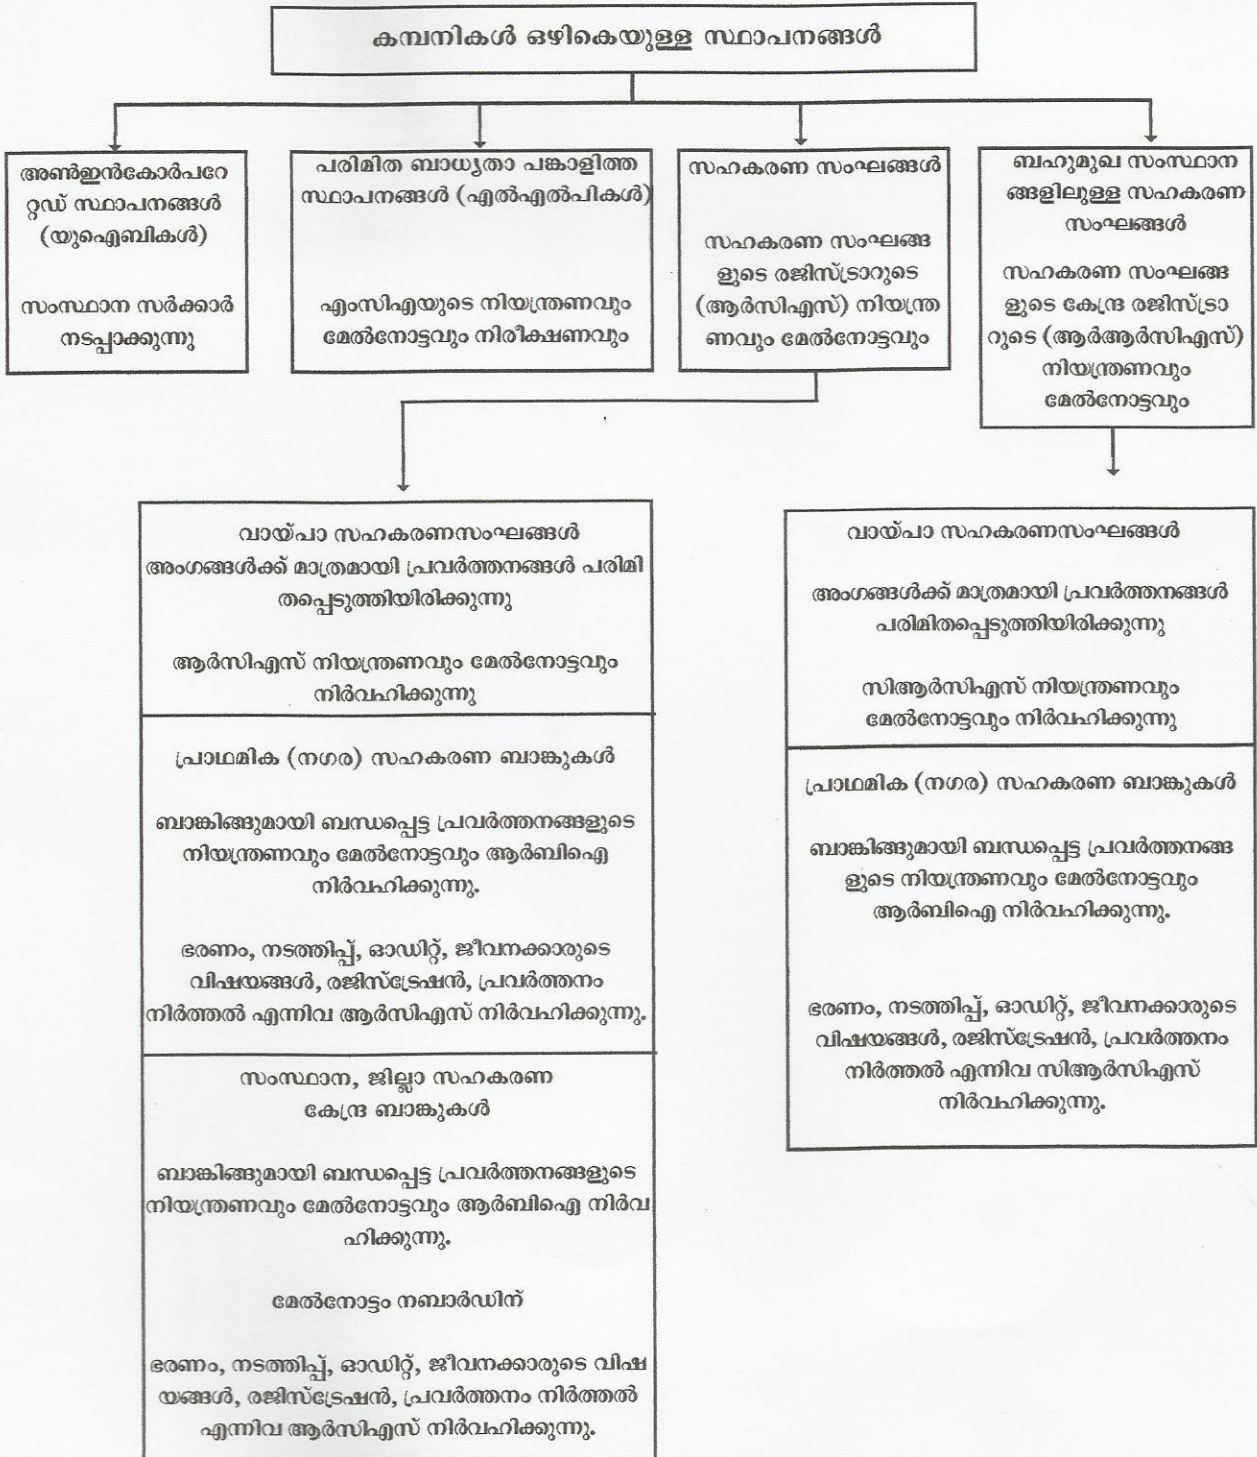 കമ്പനികൾ ഒഴികെയുള്ള സ്ഥാപനങ്ങൾ
അൺഇൻകോർപറേ
റ്റഡ് സ്ഥാപനങ്ങൾ
(യുഐബികൾ)
സംസ്ഥാന സർക്കാർ
നടപ്പാക്കുന്നു
പരിമിത ബാധ്യതാ പങ്കാളിത്ത
സ്ഥാപനങ്ങൾ (എൽഎൽപികൾ)
എംസിഎയുടെ നിയന്ത്രണവും
മേൽനോട്ടവും നിരീക്ഷണവും
സഹകരണ സംഘങ്ങൾ
സഹകരണ സംഘങ്ങ
ളുടെ രജിസ്ട്രാറുടെ
(ആർസിഎസ്) നിയന്ത്ര
ണവും മേൽനോട്ടവും
ബഹുമുഖ സംസ്ഥാന
ങ്ങളിലുള്ള സഹകരണ
സംഘങ്ങൾ
സഹകരണ സംഘങ്ങ
ളുടെ കേന്ദ്ര രജിസ്ട്രാ
റുടെ (ആർആർസിഎസ്)
നിയന്ത്രണവും
മേൽനോട്ടവും
വായ്പാ സഹകരണസംഘങ്ങൾ
അംഗങ്ങൾക്ക് മാത്രമായി പ്രവർത്തനങ്ങൾ പരിമി
തപ്പെടുത്തിയിരിക്കുന്നു
ആർസിഎസ് നിയന്ത്രണവും മേൽനോട്ടവും
നിർവഹിക്കുന്നു
പ്രാഥമിക (നഗര) സഹകരണ ബാങ്കുകൾ
ബാങ്കിങ്ങുമായി ബന്ധപ്പെട്ട പ്രവർത്തനങ്ങളുടെ
നിയന്ത്രണവും മേൽനോട്ടവും ആർബിഐ
നിർവഹിക്കുന്നു.
ഭരണം, നടത്തിപ്പ്, ഓഡിറ്റ്, ജീവനക്കാരുടെ
വിഷയങ്ങൾ, രജിസ്ട്രേഷൻ, പ്രവർത്തനം
നിർത്തൽ എന്നിവ ആർസിഎസ് നിർവഹിക്കുന്നു.
സംസ്ഥാന, ജില്ലാ സഹകരണ
കേന്ദ്ര ബാങ്കുകൾ
ബാങ്കിങ്ങുമായി ബന്ധപ്പെട്ട പ്രവർത്തനങ്ങളുടെ
നിയന്ത്രണവും മേൽനോട്ടവും ആർബിഐ നിർവ
ഹിക്കുന്നു.
മേൽനോട്ടം നബാർഡിന്
ഭരണം, നടത്തിപ്പ്, ഓഡിറ്റ്, ജീവനക്കാരുടെ വിഷ
യങ്ങൾ, രജിസ്ട്രേഷൻ, പ്രവർത്തനം നിർത്തൽ
എന്നിവ ആർസിഎസ് നിർവഹിക്കുന്നു.
വായ്പാ സഹകരണസംഘങ്ങൾ
അംഗങ്ങൾക്ക് മാത്രമായി പ്രവർത്തനങ്ങൾ
പരിമിതപ്പെടുത്തിയിരിക്കുന്നു
സിആർസിഎസ് നിയന്ത്രണവും
മേൽനോട്ടവും നിർവഹിക്കുന്നു
പ്രാഥമിക (നഗര) സഹകരണ ബാങ്കുകൾ
ബാങ്കിങ്ങുമായി ബന്ധപ്പെട്ട പ്രവർത്തനങ്ങ
ളുടെ നിയന്ത്രണവും മേൽനോട്ടവും
ആർബിഐ നിർവഹിക്കുന്നു.
ഭരണം, നടത്തിപ്പ്, ഓഡിറ്റ്, ജീവനക്കാരുടെ
വിഷയങ്ങൾ, രജിസ്ട്രേഷൻ, പ്രവർത്തനം
നിർത്തൽ എന്നിവ സിആർസിഎസ്
നിർവഹിക്കുന്നു.